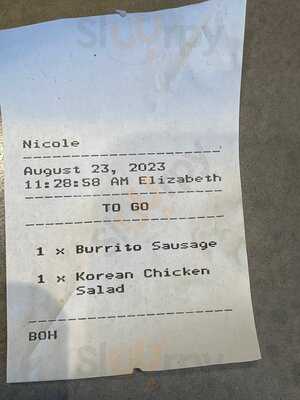 Nicole
August 23, 2023
11:28:58 AM Elizabeth
TO GO
1 x Burrito Sausage
1 x Korean Chicken
Salad
BOH